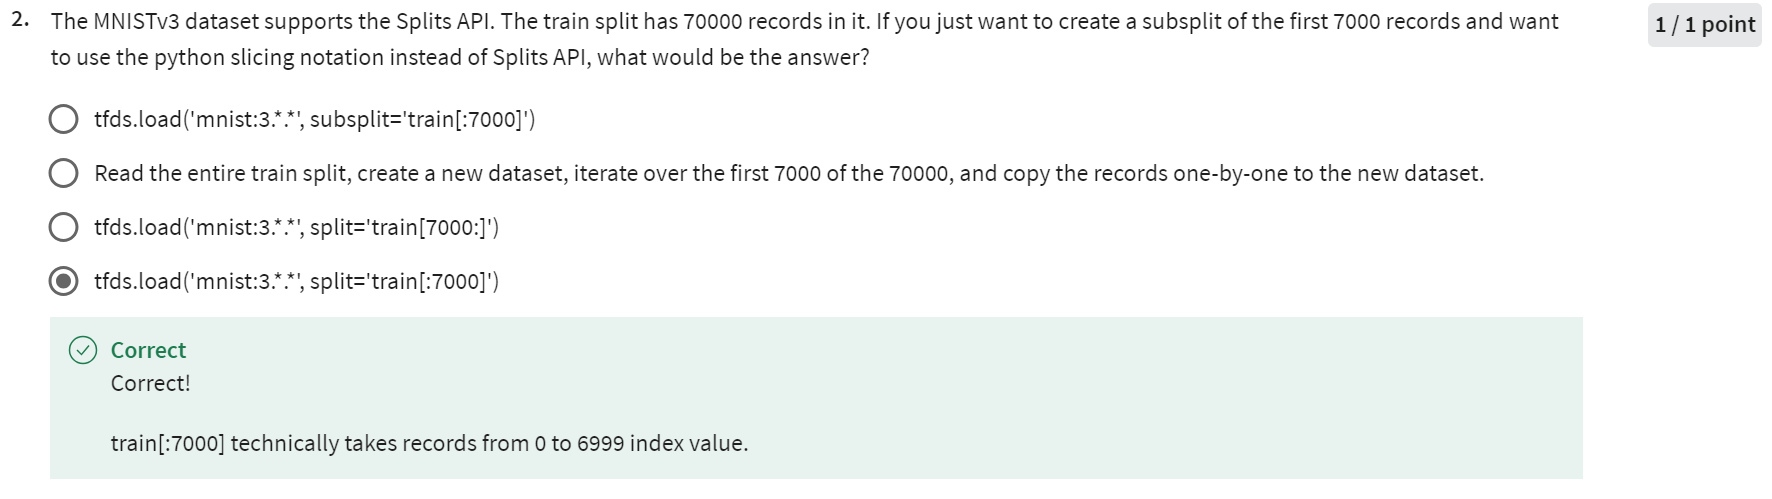 2. The MNISTv3 dataset supports the Splits API. The train split has 70000 records in it. If you just want to create a subsplit of the first 7000 records and want
1 / 1 point
to use the python slicing notation instead of Splits API, what would be the answer?
tfds.load('mnist:3.*.*', subsplit='train[:7000]')
Read the entire train split, create a new dataset, iterate over the first 7000 of the 70000, and copy the records one-by-one to the new dataset.
tfds.load('mnist:3.*.*', split='train[7000:]')
tfds.load('mnist:3.*.*', split='train[:7000]')
Correct
Correct!
train[:7000] technically takes records from 0 to 6999 index value.